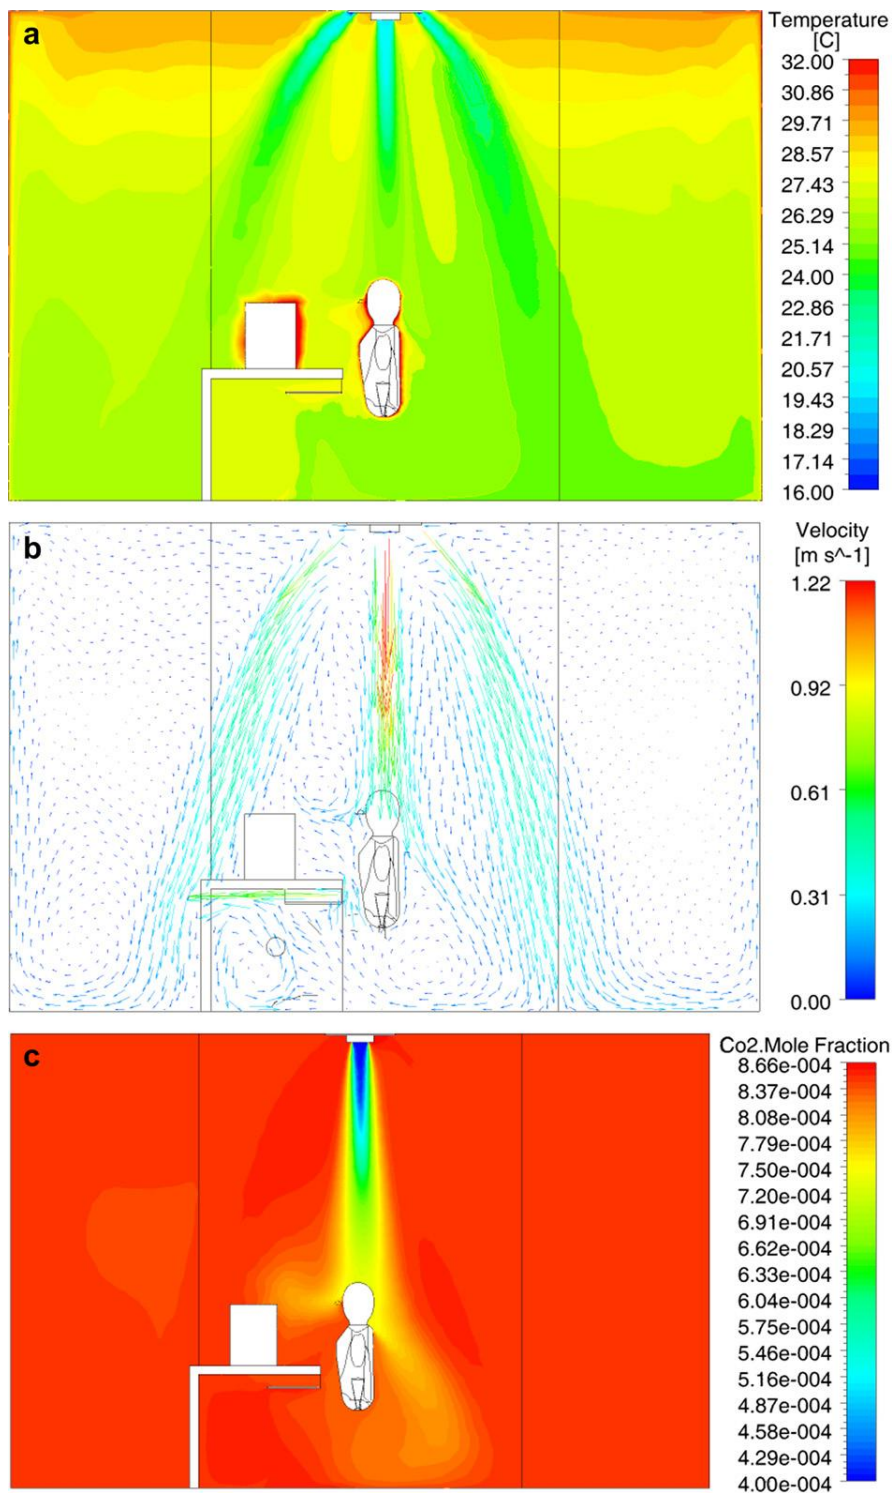 a
Temperature
[C]
32.00
30.86
29.71
28.57
27.43
26.29
25.14
24.00
22.86
21.71
20.57
19.43
18.29
17.14
16.00
b
Velocity
[m s^-1]
1.22
0.92
0.61
0.31
0.00
c
Co2.Mole Fraction
8.66e-004
8.37e-004
8.08e-004
7.79e-004
7.50e-004
7.20e-004
6.91e-004
6.62e-004
6.33e-004
6.04e-004
5.75e-004
5.46e-004
5.16e-004
4.87e-004
4.58e-004
4.29e-004
4.00e-004